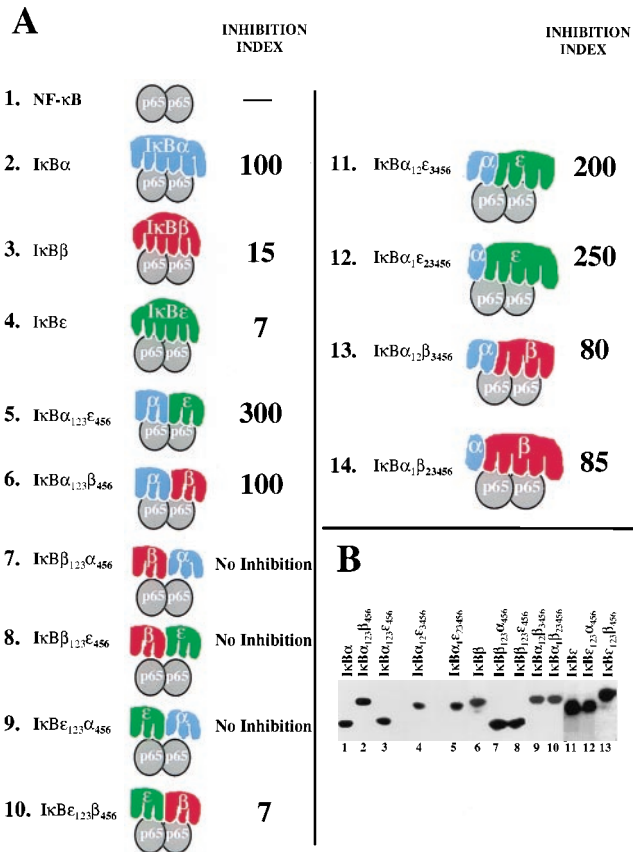 A
INHIBITION
INDEX
1. NF-κB p65 p65 —
2. IκBα IκBα p65 p65 100
3. IκBβ IκBβ p65 p65 15
4. IκBε IκBε p65 p65 7
5. IκBα₁₂₃ε₄₅₆ α ε p65 p65 300
6. IκBα₁₂₃β₄₅₆ α β p65 p65 100
7. IκBβ₁₂₃α₄₅₆ β α p65 p65 No Inhibition
8. IκBβ₁₂₃ε₄₅₆ β ε p65 p65 No Inhibition
9. IκBε₁₂₃α₄₅₆ ε α p65 p65 No Inhibition
10. IκBε₁₂₃β₄₅₆ ε β p65 p65 7
INHIBITION
INDEX
11. IκBα₁₂ε₃₄₅₆ α ε p65 p65 200
12. IκBα₁ε₂₃₄₅₆ α ε p65 p65 250
13. IκBα₁₂β₃₄₅₆ α β p65 p65 80
14. IκBα₁β₂₃₄₅₆ α β p65 p65 85
B
IκBα
IκBα₁₂₃β₄₅₆
IκBα₁₂₃ε₄₅₆
IκBα₁₂ε₃₄₅₆
IκBα₁ε₂₃₄₅₆
IκBβ
IκBβ₁₂₃α₄₅₆
IκBβ₁₂₃ε₄₅₆
IκBα₁₂β₃₄₅₆
IκBα₁β₂₃₄₅₆
IκBε
IκBε₁₂₃α₄₅₆
IκBε₁₂₃β₄₅₆
1 2 3 4 5 6 7 8 9 10 11 12 13